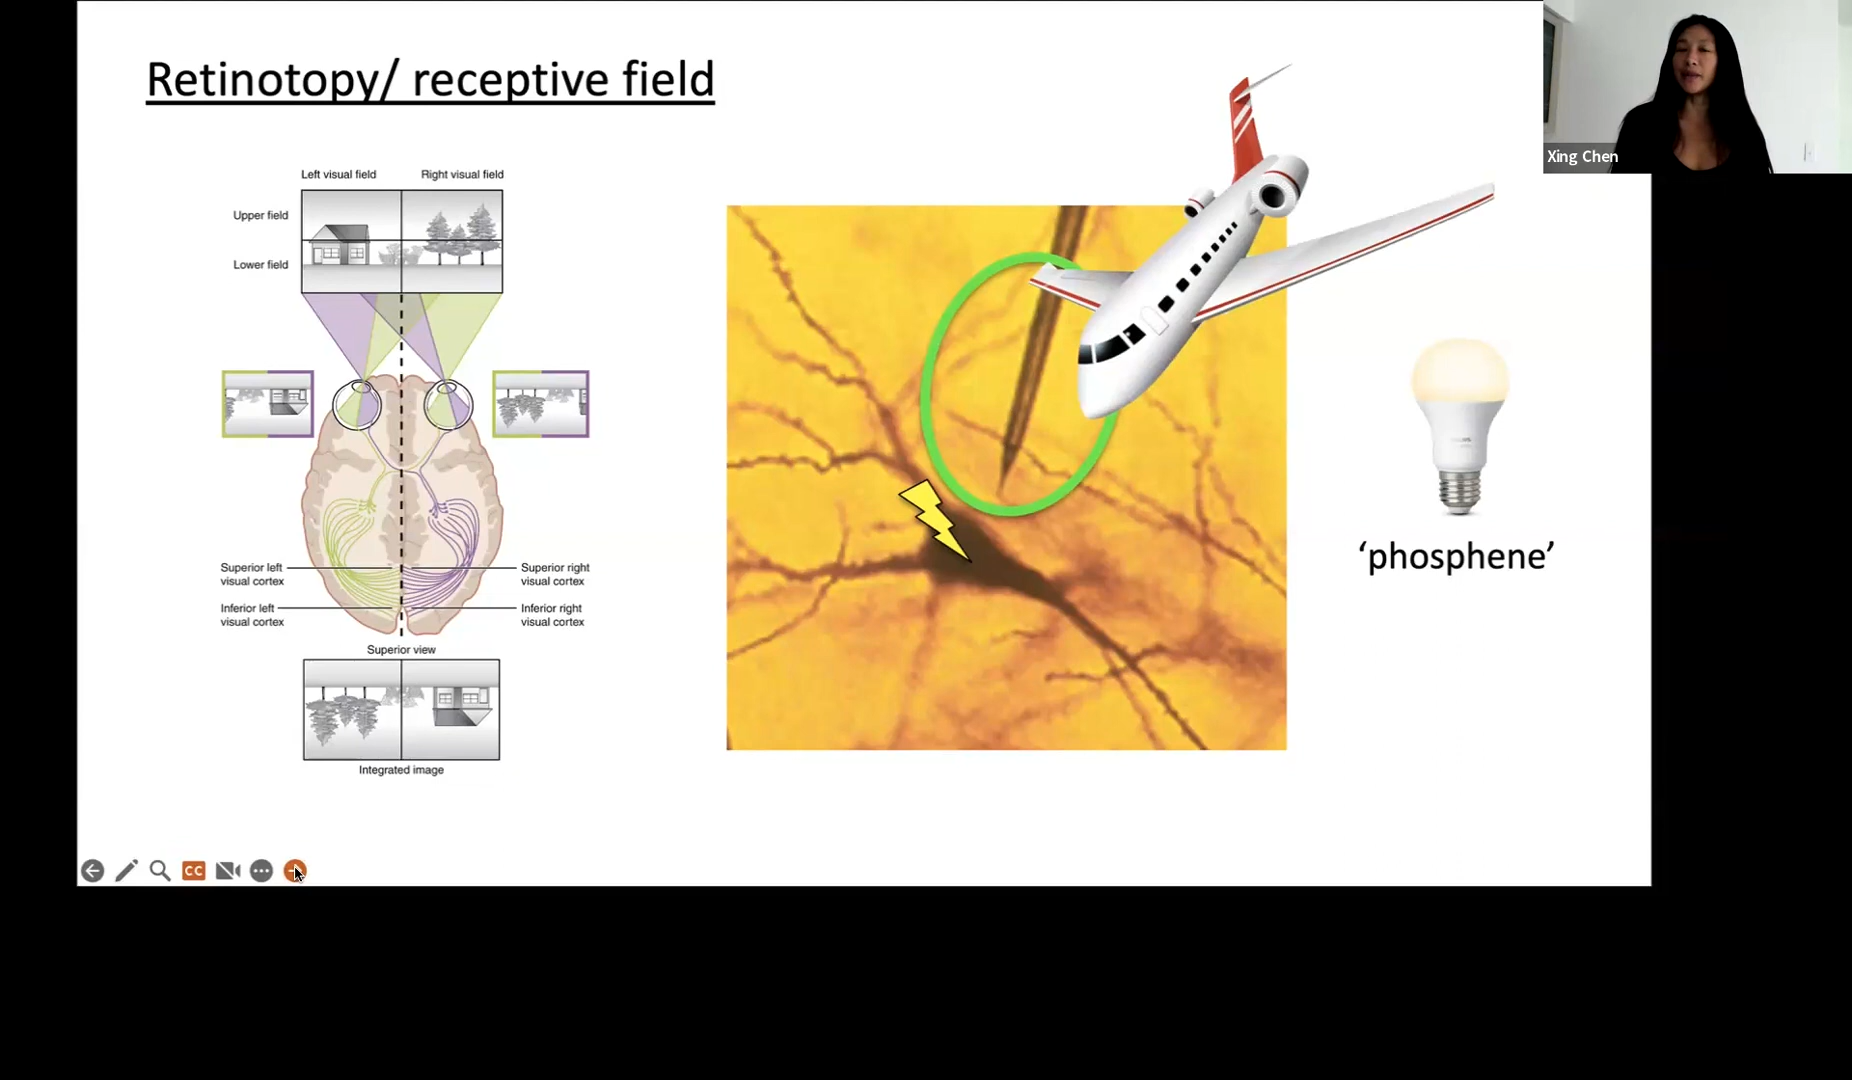 Retinotopy/ receptive field
Xing Chen
Left visual field
Right visual field
Upper field
Lower field
Superior left
visual cortex
Superior right
visual cortex
Inferior left
visual cortex
Inferior right
visual cortex
Superior view
Integrated image
‘phosphene’
CC